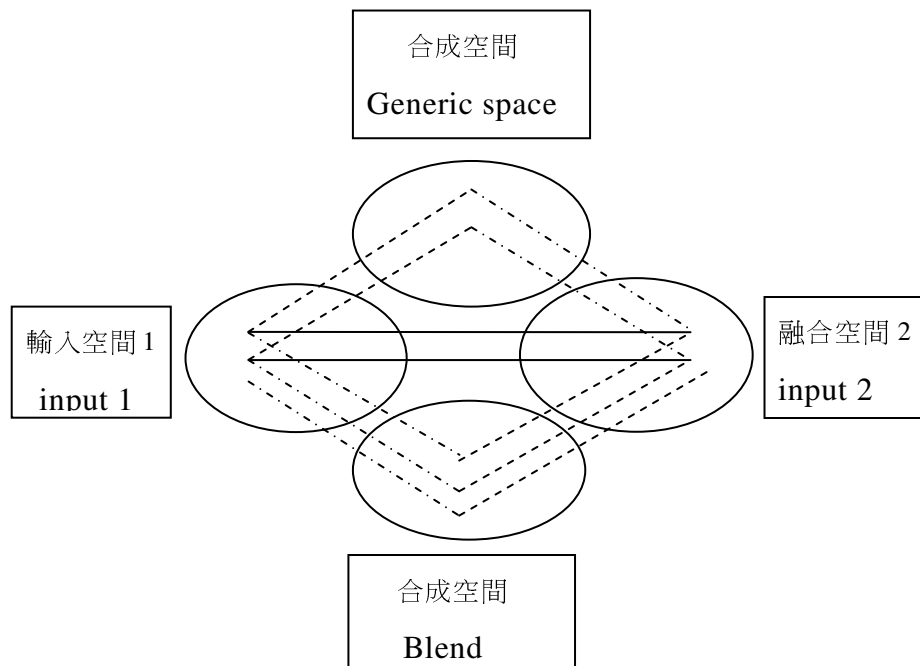 合成空間
Generic space
輸入空間 1
input 1
融合空間 2
input 2
合成空間
Blend